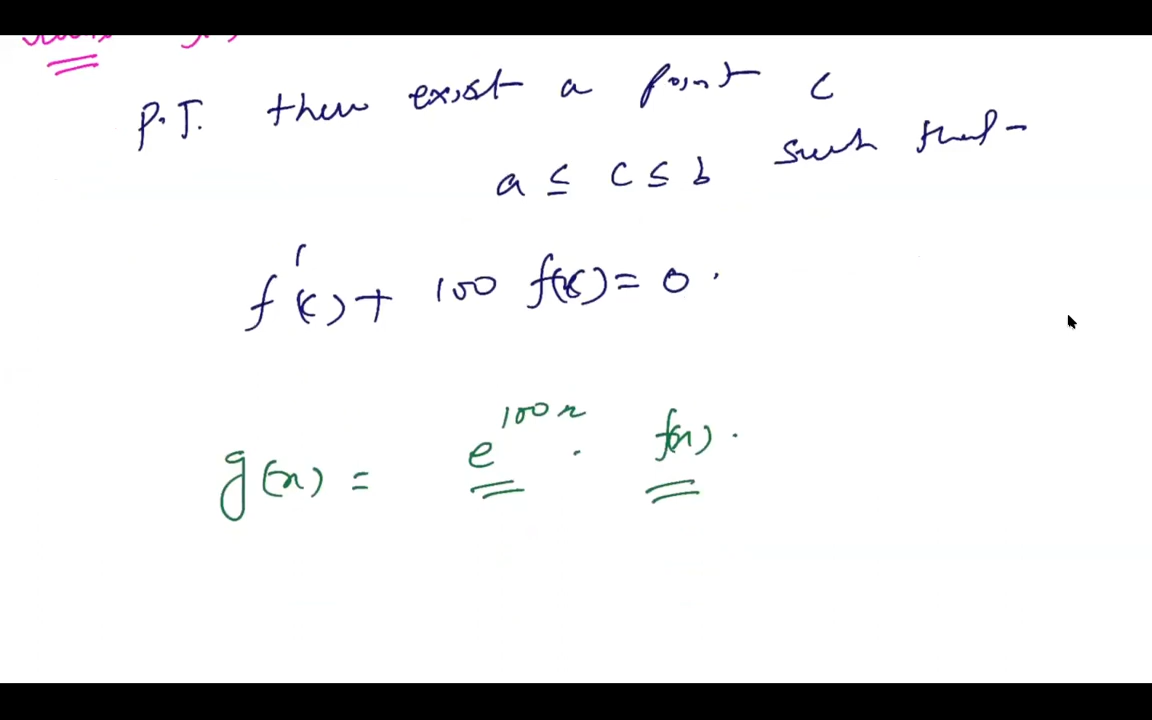 P.T. there exist a point c
a ≤ c ≤ b such that
f'(c) + 100 f(c) = 0.
g(x) = e^{100x} . f(x).